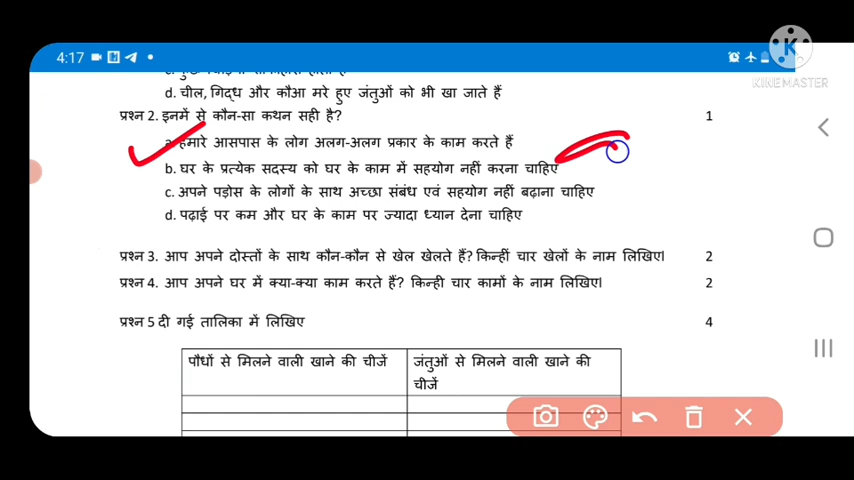 4:17
K
KINEMASTER
d. चील, गिद्ध और कौआ मरे हुए जंतुओं को भी खा जाते हैं
प्रश्न 2. इनमें से कौन-सा कथन सही है? 1
a. हमारे आसपास के लोग अलग-अलग प्रकार के काम करते हैं
b. घर के प्रत्येक सदस्य को घर के काम में सहयोग नहीं करना चाहिए
c. अपने पड़ोस के लोगों के साथ अच्छा संबंध एवं सहयोग नहीं बढ़ाना चाहिए
d. पढ़ाई पर कम और घर के काम पर ज्यादा ध्यान देना चाहिए
प्रश्न 3. आप अपने दोस्तों के साथ कौन-कौन से खेल खेलते हैं? किन्हीं चार खेलों के नाम लिखिए। 2
प्रश्न 4. आप अपने घर में क्या-क्या काम करते हैं? किन्ही चार कामों के नाम लिखिए। 2
प्रश्न 5 दी गई तालिका में लिखिए 4
पौधों से मिलने वाली खाने की चीजें
जंतुओं से मिलने वाली खाने की
चीजें